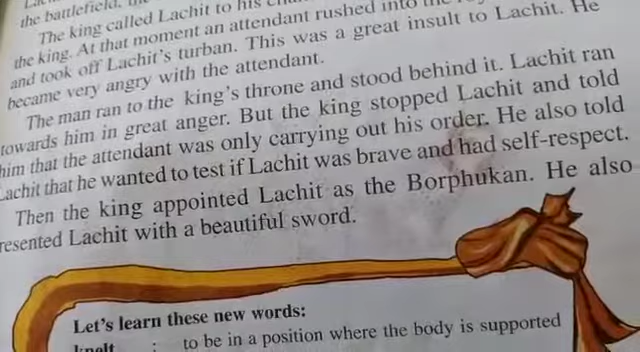 the battlefield, the
The king called Lachit to his
the king. At that moment an attendant rushed into the
and took off Lachit's turban. This was a great insult to Lachit. He
became very angry with the attendant.
The man ran to the king's throne and stood behind it. Lachit ran
towards him in great anger. But the king stopped Lachit and told
him that the attendant was only carrying out his order. He also told
Lachit that he wanted to test if Lachit was brave and had self-respect.
Then the king appointed Lachit as the Borphukan. He also
resented Lachit with a beautiful sword.
Let's learn these new words:
knelt : to be in a position where the body is supported